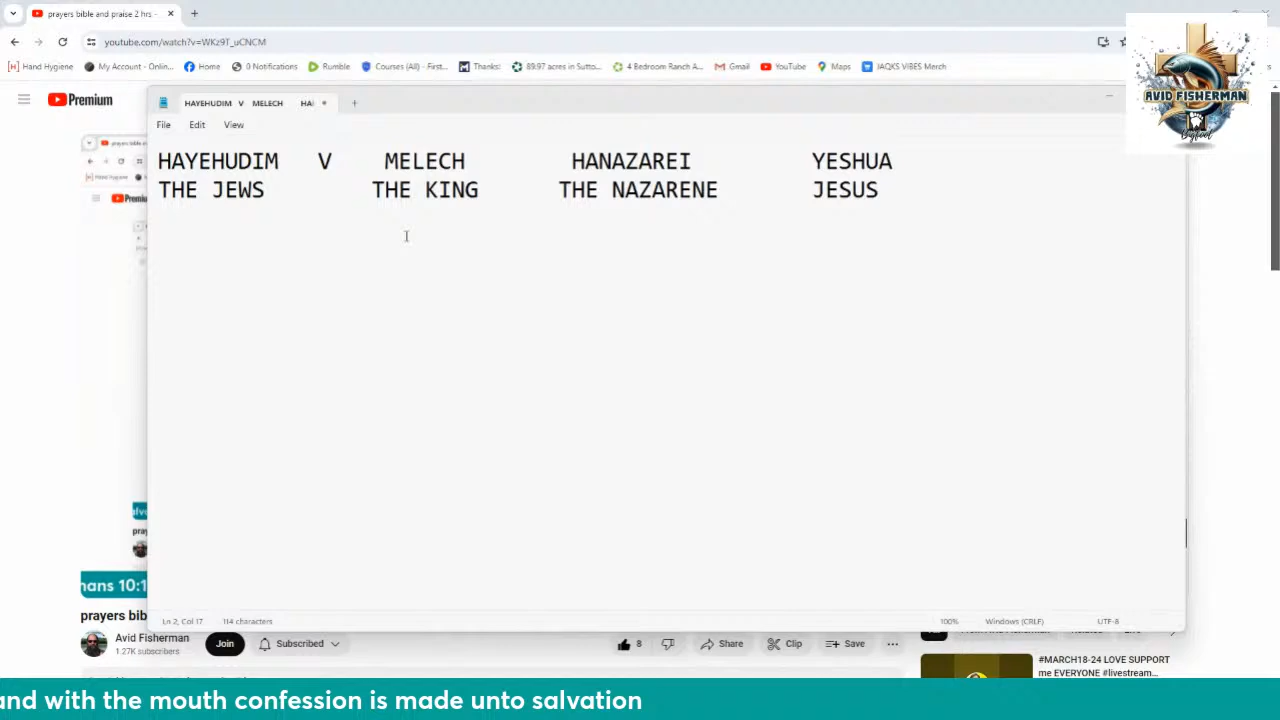 prayers bible and praise 2 hrs -
youtube.com/watch?v=WKz9T_uCNCM
Hand Hygiene My Account - Onlin... Home 0 Notifications Rumble Courses (All) - First... Thanks! 89.97 acres in Sutto... 4 Bedroom Ranch A... Gmail YouTube Maps JAQKS VIBES Merch
AVID FISHERMAN
Premium
HAYEHUDIM V MELECH HAI
File Edit View
HAYEHUDIM V MELECH HANAZAREI YESHUA
THE JEWS THE KING THE NAZARENE JESUS
Ln 2, Col 17 114 characters 100% Windows (CRLF) UTF-8
mans 10:1
prayers bib
Avid Fisherman
1.27K subscribers
Join Subscribed 8 Share Clip Save
#MARCH18-24 LOVE SUPPORT
me EVERYONE #livestream...
and with the mouth confession is made unto salvation